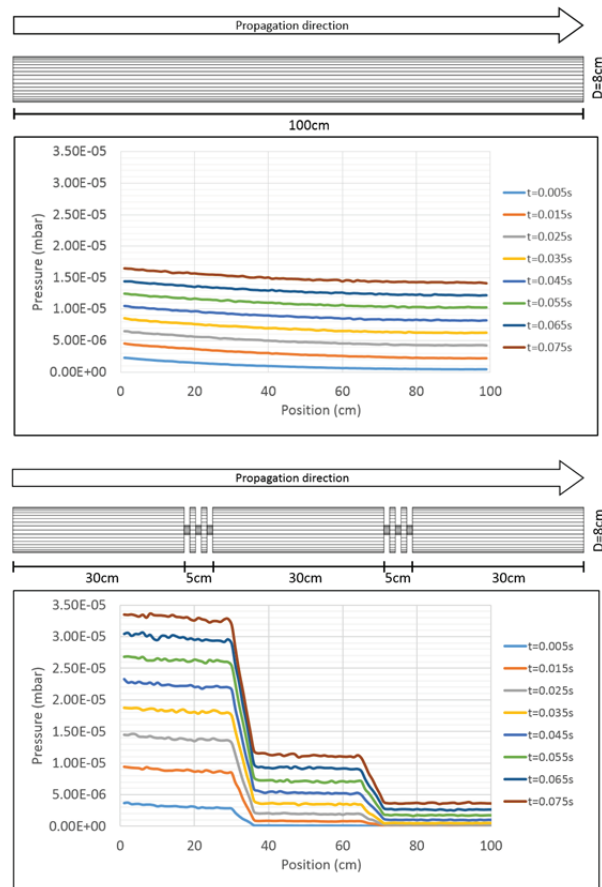 Propagation direction
D=8cm
100cm
3.50E-05
3.00E-05
2.50E-05
2.00E-05
1.50E-05
1.00E-05
5.00E-06
0.00E+00
Pressure (mbar)
0 20 40 60 80 100
Position (cm)
t=0.005s
t=0.015s
t=0.025s
t=0.035s
t=0.045s
t=0.055s
t=0.065s
t=0.075s
Propagation direction
D=8cm
30cm 5cm 30cm 5cm 30cm
3.50E-05
3.00E-05
2.50E-05
2.00E-05
1.50E-05
1.00E-05
5.00E-06
0.00E+00
Pressure (mbar)
0 20 40 60 80 100
Position (cm)
t=0.005s
t=0.015s
t=0.025s
t=0.035s
t=0.045s
t=0.055s
t=0.065s
t=0.075s